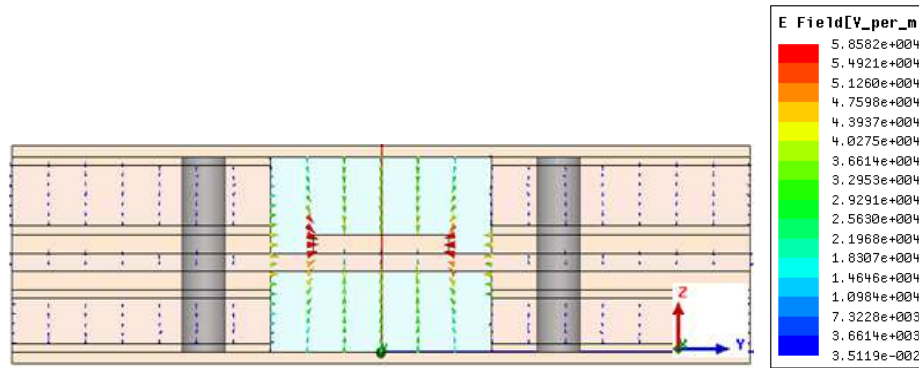 E Field[V_per_m
5.8582e+004
5.4921e+004
5.1260e+004
4.7598e+004
4.3937e+004
4.0275e+004
3.6614e+004
3.2953e+004
2.9291e+004
2.5630e+004
2.1968e+004
1.8307e+004
1.4646e+004
1.0984e+004
7.3228e+003
3.6614e+003
3.5119e-002
Z
X
Y